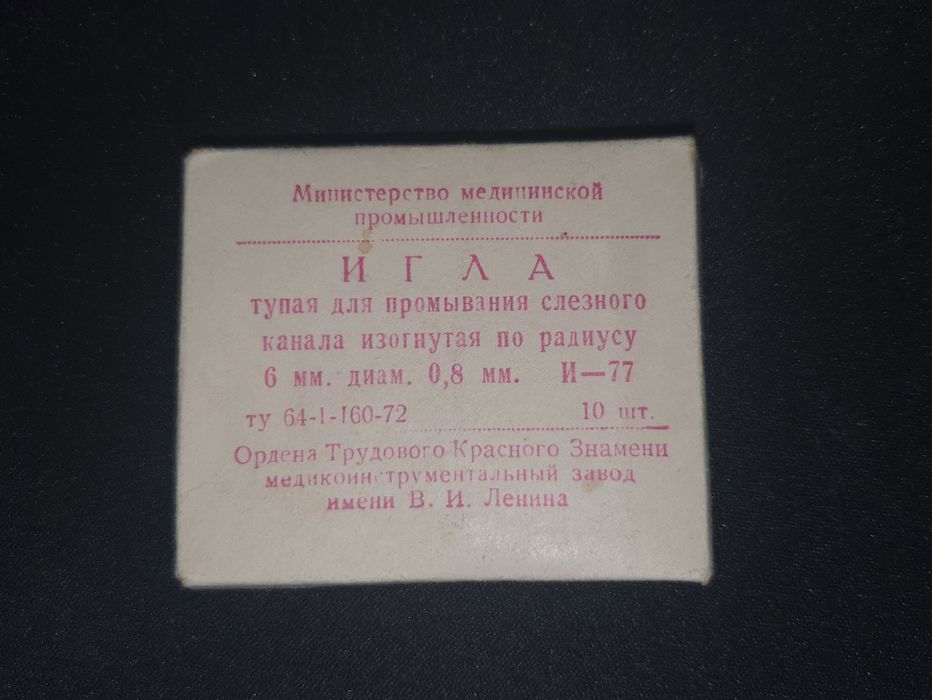 Министерство медицинской
промышленности
ИГЛА
тупая для промывания слезного
канала изогнутая по радиусу
6 мм. диам. 0,8 мм. И—77
ту 64-1-160-72 10 шт.
Ордена Трудового Красного Знамени
медикоинструментальный завод
имени В. И. Ленина